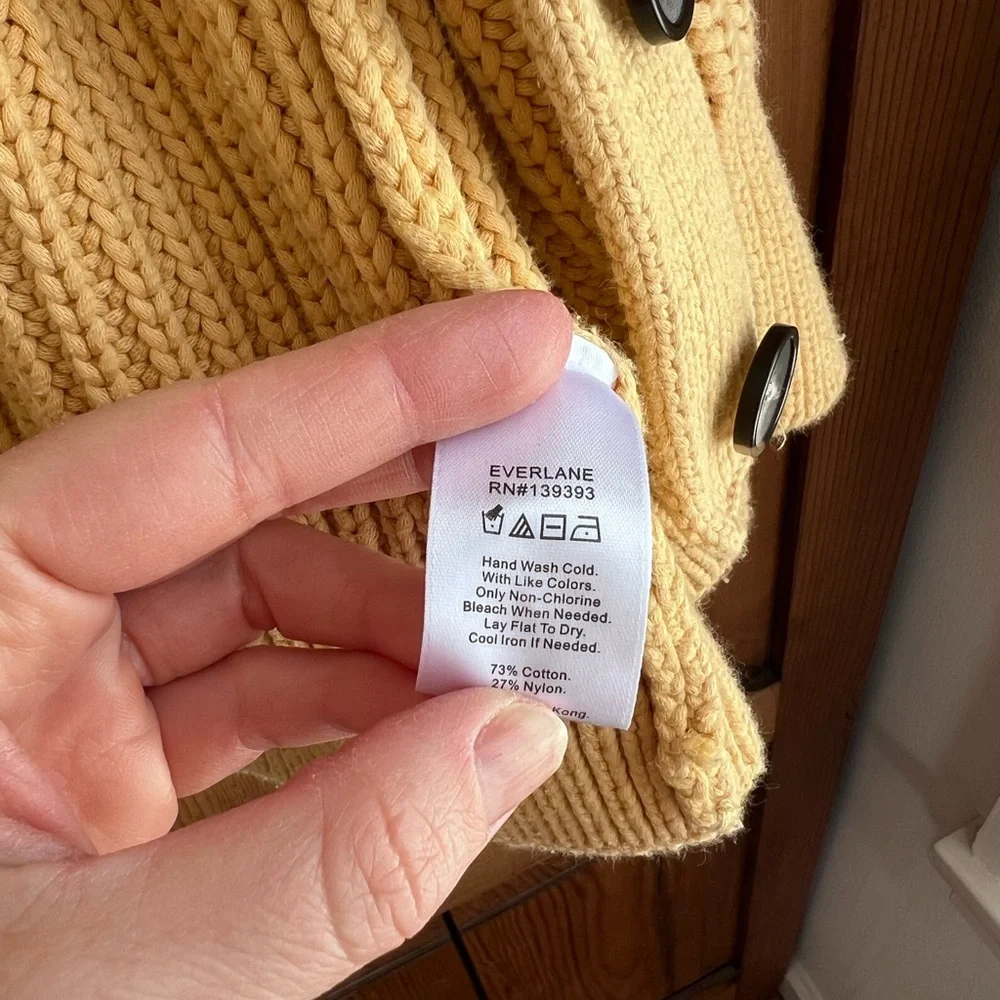 EVERLANE
RN#139393
Hand Wash Cold.
With Like Colors.
Only Non-Chlorine
Bleach When Needed.
Lay Flat To Dry.
Cool Iron If Needed.
73% Cotton.
27% Nylon.
Kong.